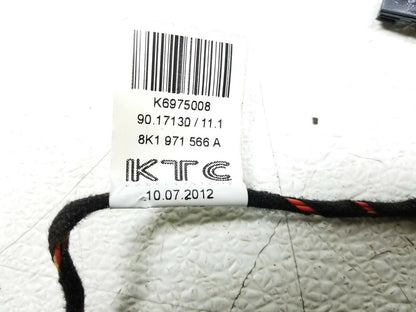 K6975008
90.17130 / 11.1
8K1 971 566 A
KTC
10.07.2012